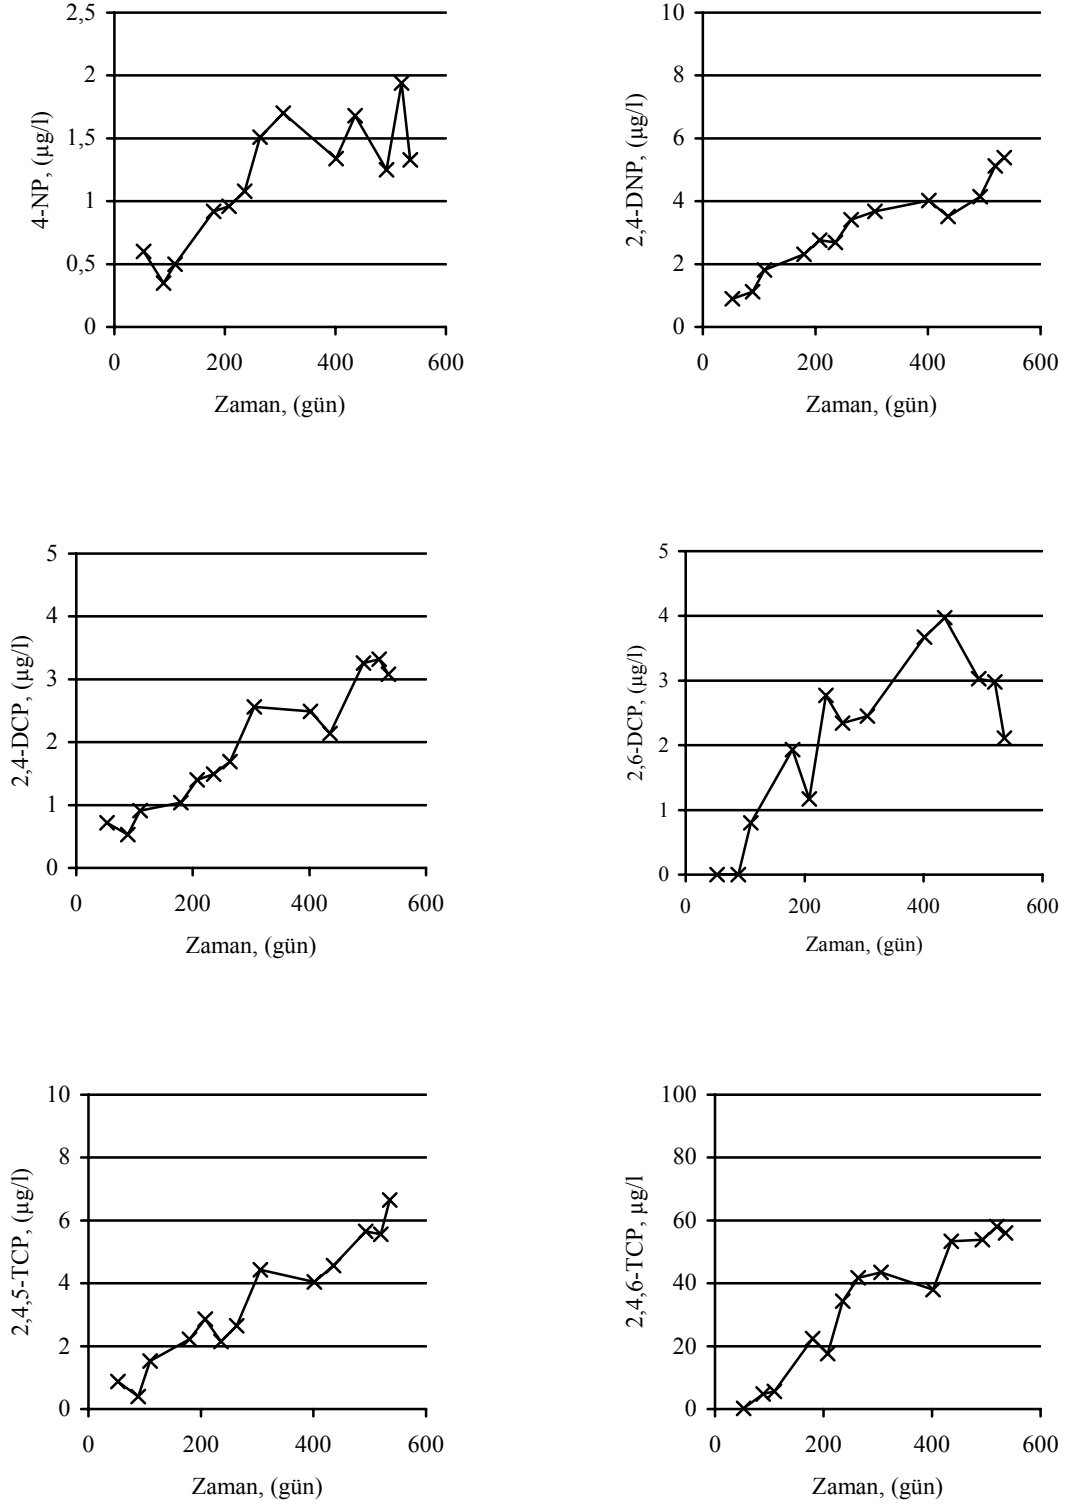 4-NP, (µg/l)
2,5
2
1,5
1
0,5
0
0 200 400 600
Zaman, (gün)
2,4-DNP, (µg/l)
10
8
6
4
2
0
0 200 400 600
Zaman, (gün)
2,4-DCP, (µg/l)
5
4
3
2
1
0
0 200 400 600
Zaman, (gün)
2,6-DCP, (µg/l)
5
4
3
2
1
0
0 200 400 600
Zaman, (gün)
2,4,5-TCP, (µg/l)
10
8
6
4
2
0
0 200 400 600
Zaman, (gün)
2,4,6-TCP, µg/l
100
80
60
40
20
0
0 200 400 600
Zaman, (gün)